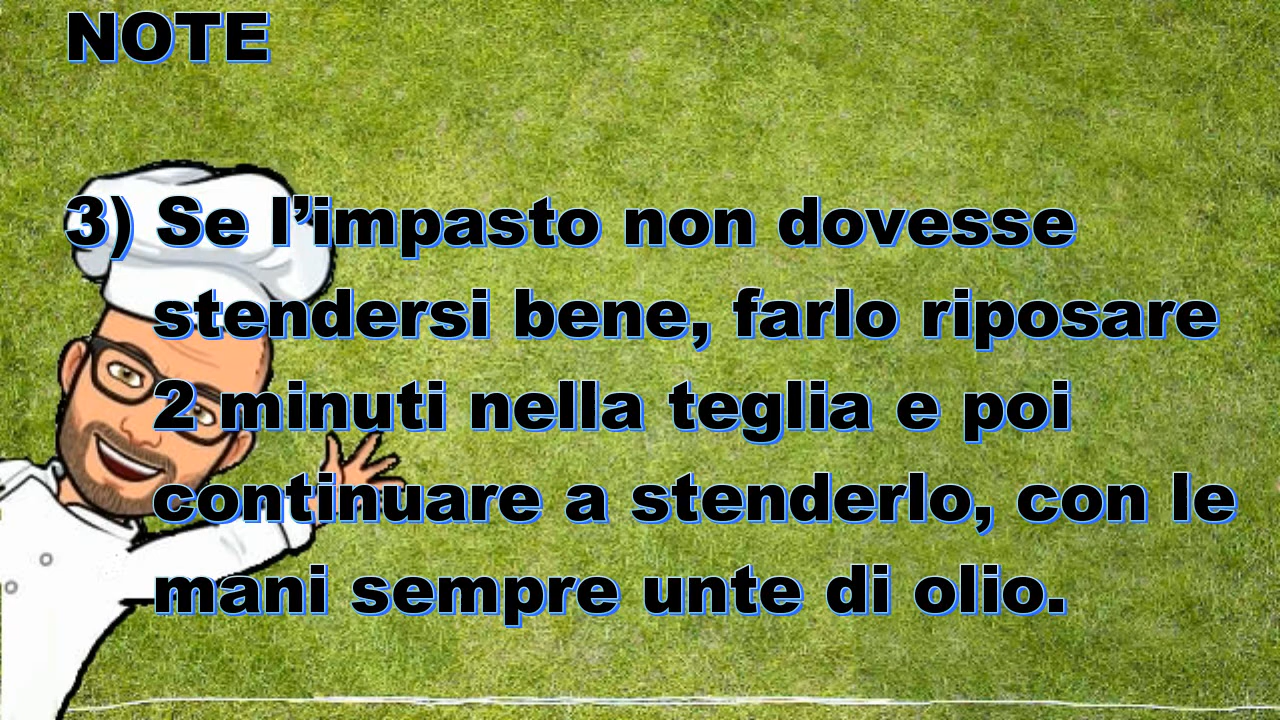 NOTE
3) Se l’impasto non dovesse
stendersi bene, farlo riposare
2 minuti nella teglia e poi
continuare a stenderlo, con le
mani sempre unte di olio.